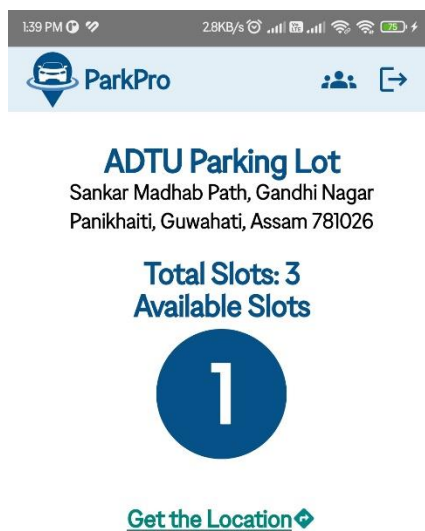 1:39 PM
2.8KB/s
75
ParkPro
ADTU Parking Lot
Sankar Madhab Path, Gandhi Nagar
Panikhaiti, Guwahati, Assam 781026
Total Slots: 3
Available Slots
1
Get the Location